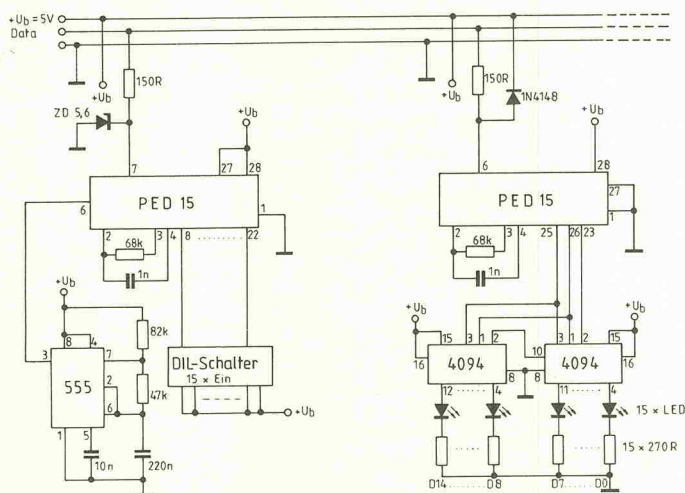 +Ub = 5V
Data
150R
+Ub
ZD 5,6
+Ub
7
27 28
PED 15
6
1
2 3 4 8 ........ 22
68k
1n
+Ub
82k
8 4
3 7
555
2
47k
6
1 5
10n
220n
DIL-Schalter
15 x Ein
+Ub
+Ub
150R
1N4148
+Ub
6
28
PED 15
27
1
2 3 4 25 26 23
68k
1n
+Ub
+Ub
15 3 1 2
3 1 2 15
16 4094 8
10 8 4094 16
12 ...... 4
11 ...... 4
15 x LED
15 x 270R
D14 ...... D8
D7 ...... D0